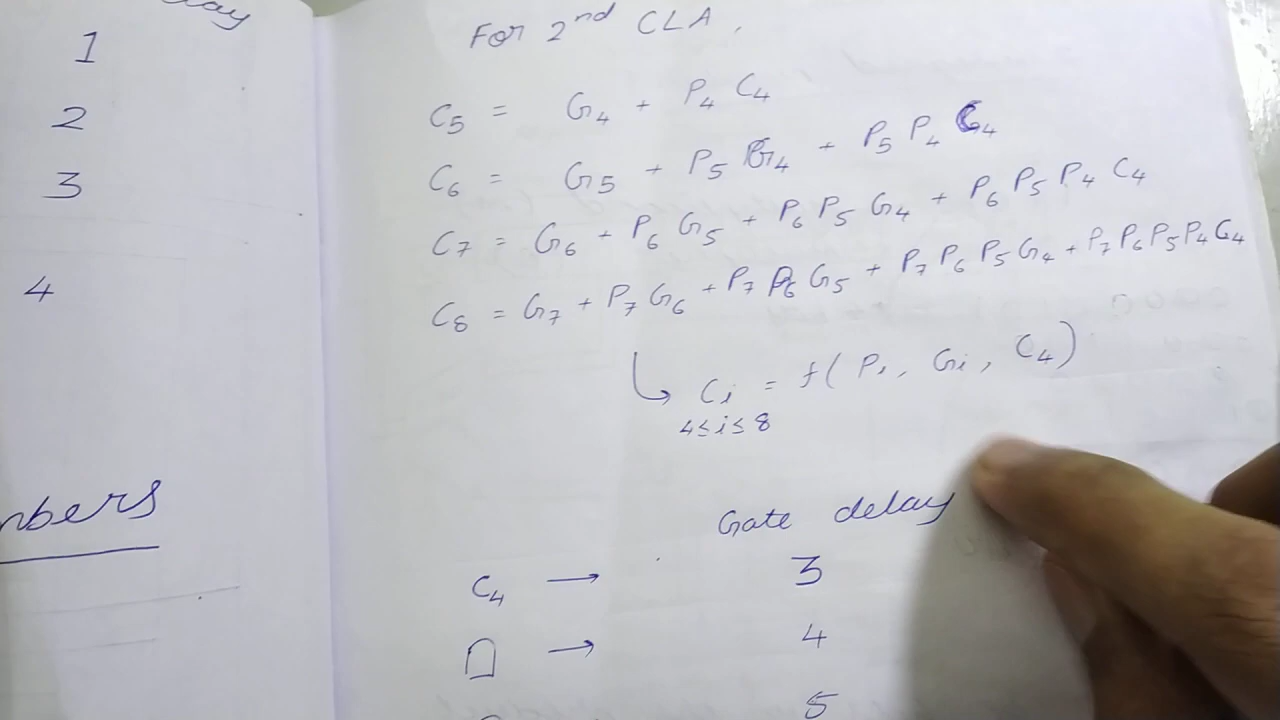 1
2
3
4
For 2nd CLA,
C5 = G4 + P4 C4
C6 = G5 + P5 G4 + P5 P4 C4
C7 = G6 + P6 G5 + P6 P5 G4 + P6 P5 P4 C4
C8 = G7 + P7 G6 + P7 P6 G5 + P7 P6 P5 G4 + P7 P6 P5 P4 C4
Ci = f(Pi, Gi, C4)
4≤i≤8
Gate delay
C4 → 3
→ 4
5